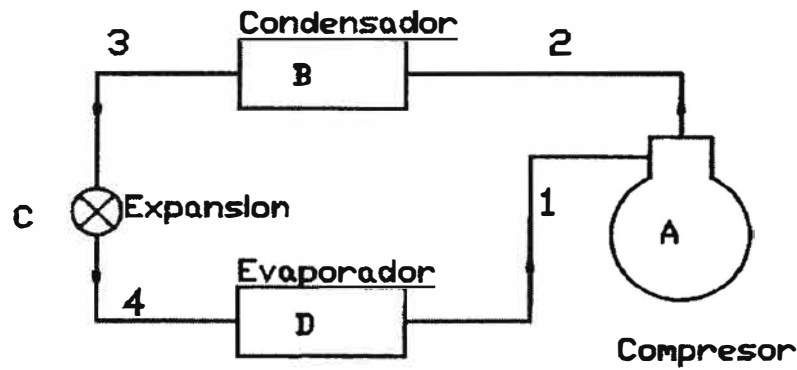 Condensador
3
2
B
C
Expansion
1
A
Evaporador
4
D
Compresor